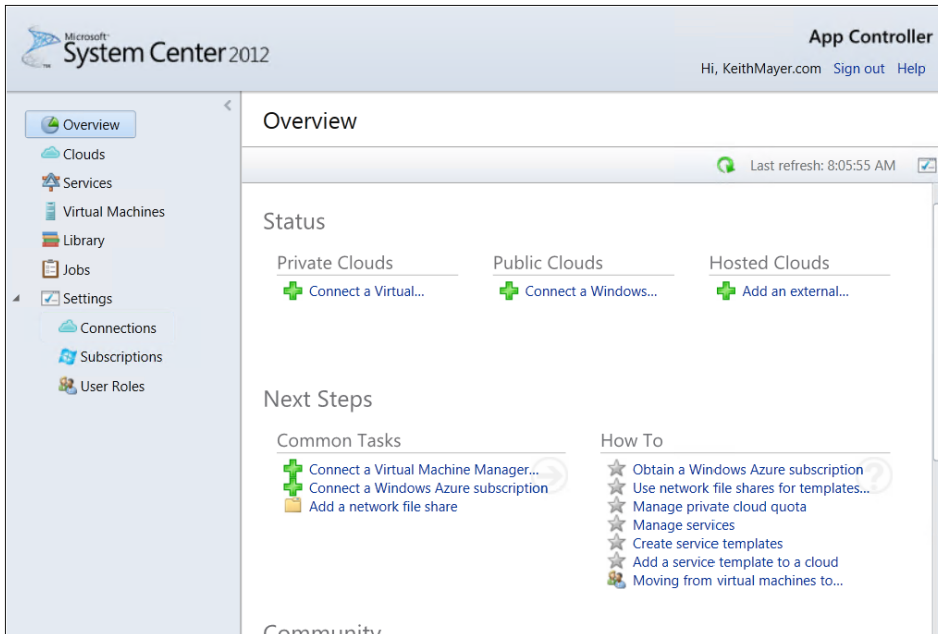 Microsoft
System Center 2012
App Controller
Hi, KeithMayer.com Sign out Help
Overview
Clouds
Services
Virtual Machines
Library
Jobs
Settings
Connections
Subscriptions
User Roles
Overview
Last refresh: 8:05:55 AM
Status
Private Clouds
Connect a Virtual...
Public Clouds
Connect a Windows...
Hosted Clouds
Add an external...
Next Steps
Common Tasks
Connect a Virtual Machine Manager...
Connect a Windows Azure subscription
Add a network file share
How To
Obtain a Windows Azure subscription
Use network file shares for templates...
Manage private cloud quota
Manage services
Create service templates
Add a service template to a cloud
Moving from virtual machines to...
Community